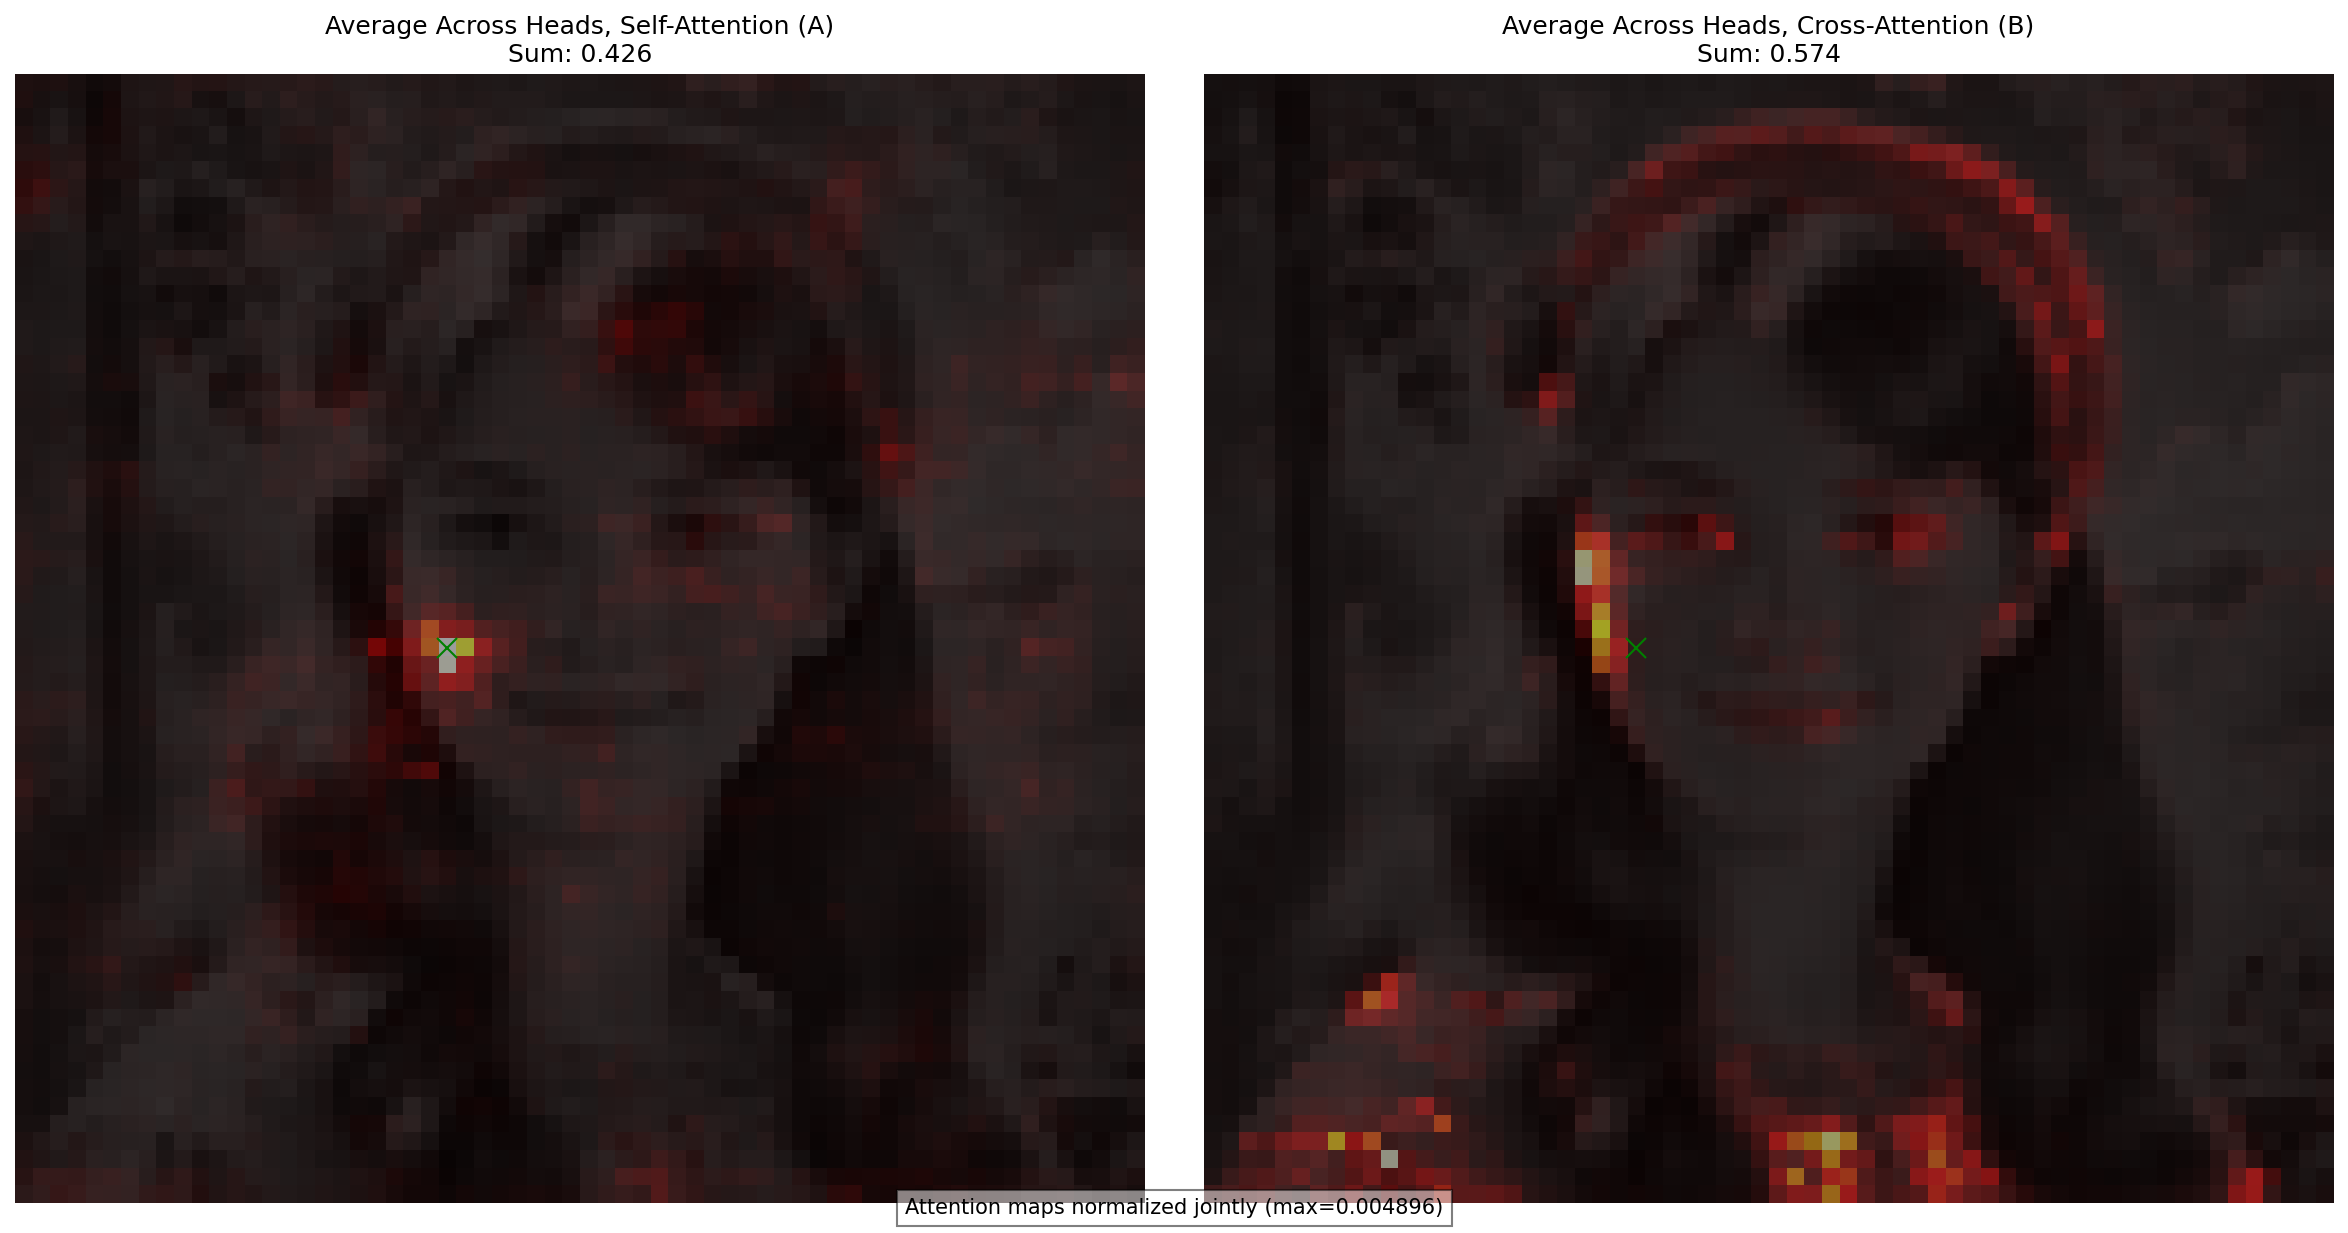 Average Across Heads, Self-Attention (A)
Sum: 0.426
Average Across Heads, Cross-Attention (B)
Sum: 0.574
Attention maps normalized jointly (max=0.004896)